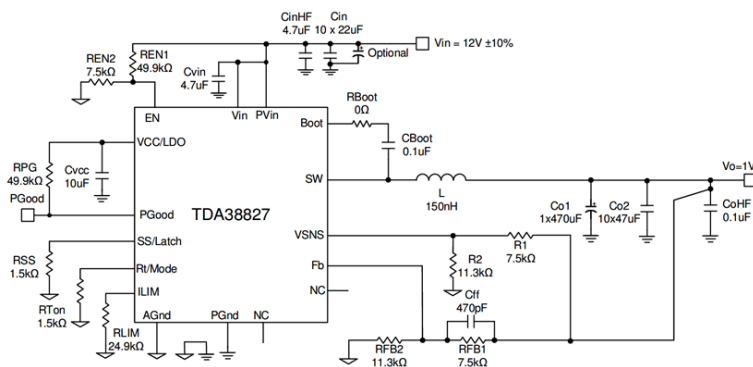 CinHF Cin
4.7uF 10 x 22uF
Optional
Vin = 12V ±10%
REN2
7.5kΩ
REN1
49.9kΩ
Cvin
4.7uF
EN
Vin
PVin
RBoot
0Ω
Boot
CBoot
0.1uF
VCC/LDO
RPG
49.9kΩ
Cvcc
10uF
PGood
PGood
TDA38827
SW
L
150nH
Vo=1V
Co1
1x470uF
Co2
10x47uF
CoHF
0.1uF
SS/Latch
RSS
1.5kΩ
VSNS
R1
7.5kΩ
R2
11.3kΩ
Rt/Mode
RTon
1.5kΩ
Fb
ILIM
RLIM
24.9kΩ
NC
Cff
470pF
AGnd
PGnd
NC
RFB2
11.3kΩ
RFB1
7.5kΩ